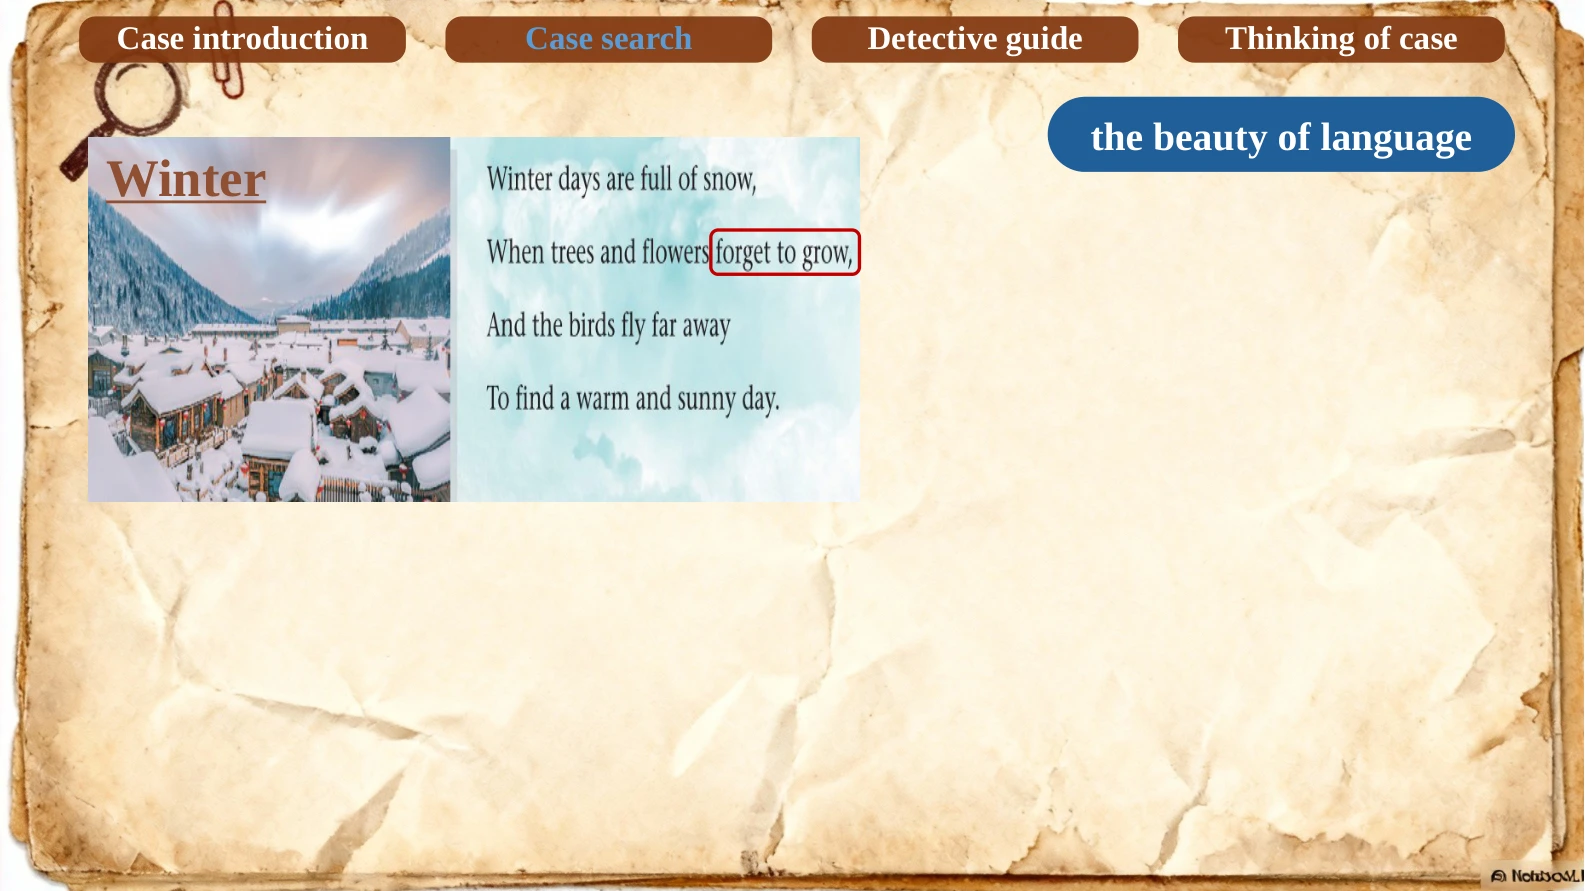 Case introduction
Case search
Detective guide
Thinking of case
the beauty of language
Winter
Winter days are full of snow,
When trees and flowers forget to grow,
And the birds fly far away
To find a warm and sunny day.